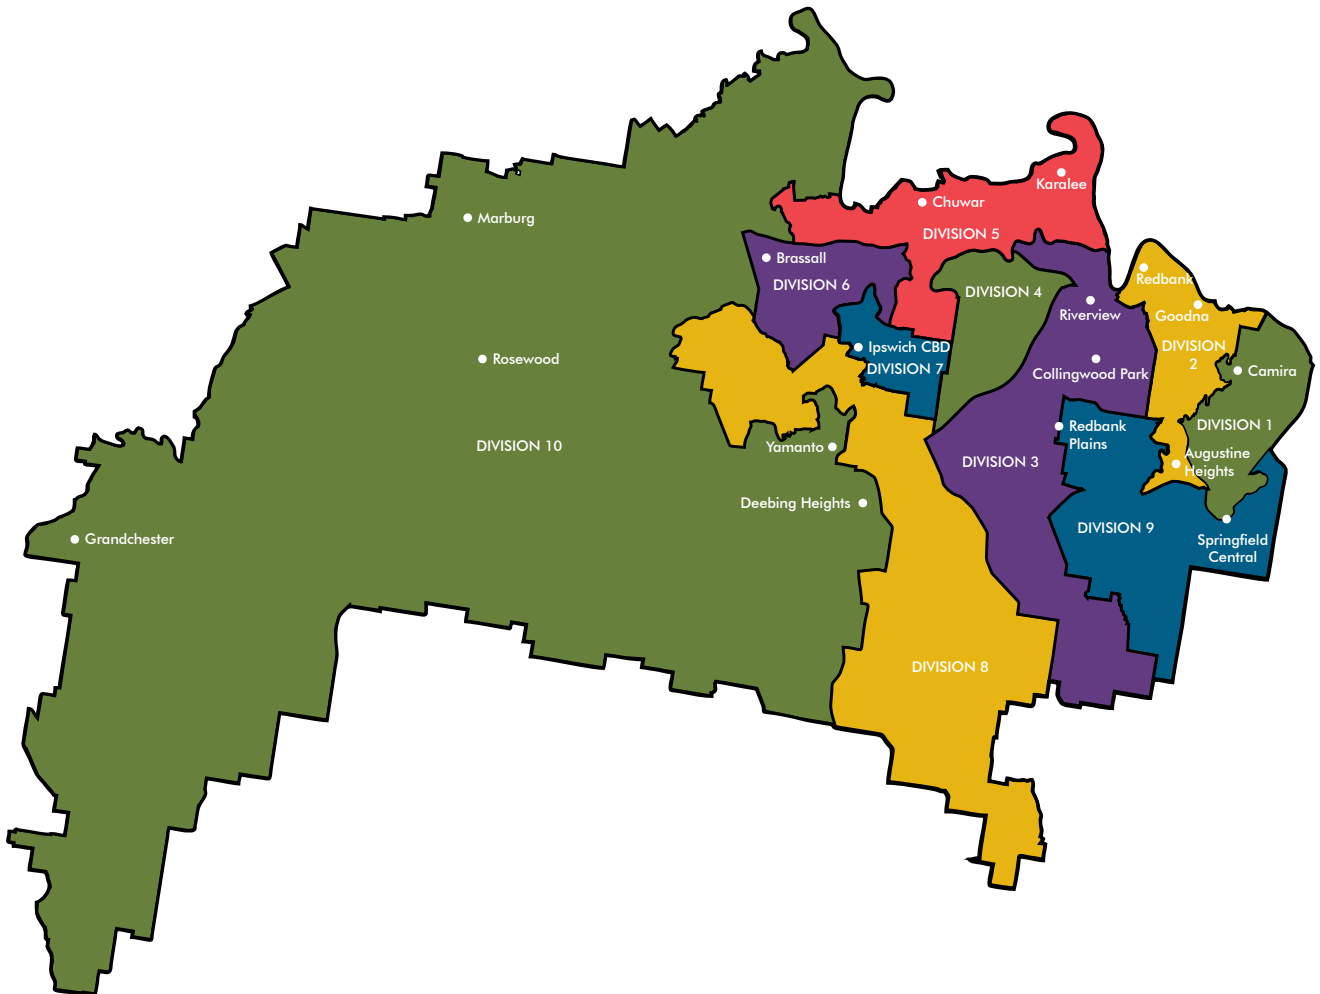 Karalee
Chuwar
Marburg
DIVISION 5
Brassall
Redbank
DIVISION 6
DIVISION 4
Riverview
Goodna
Ipswich CBD
DIVISION
2
Rosewood
DIVISION 7
Collingwood Park
Camira
Redbank
Plains
DIVISION 1
DIVISION 10
Yamanto
DIVISION 3
Augustine
Heights
Deebing Heights
DIVISION 9
Grandchester
Springfield
Central
DIVISION 8